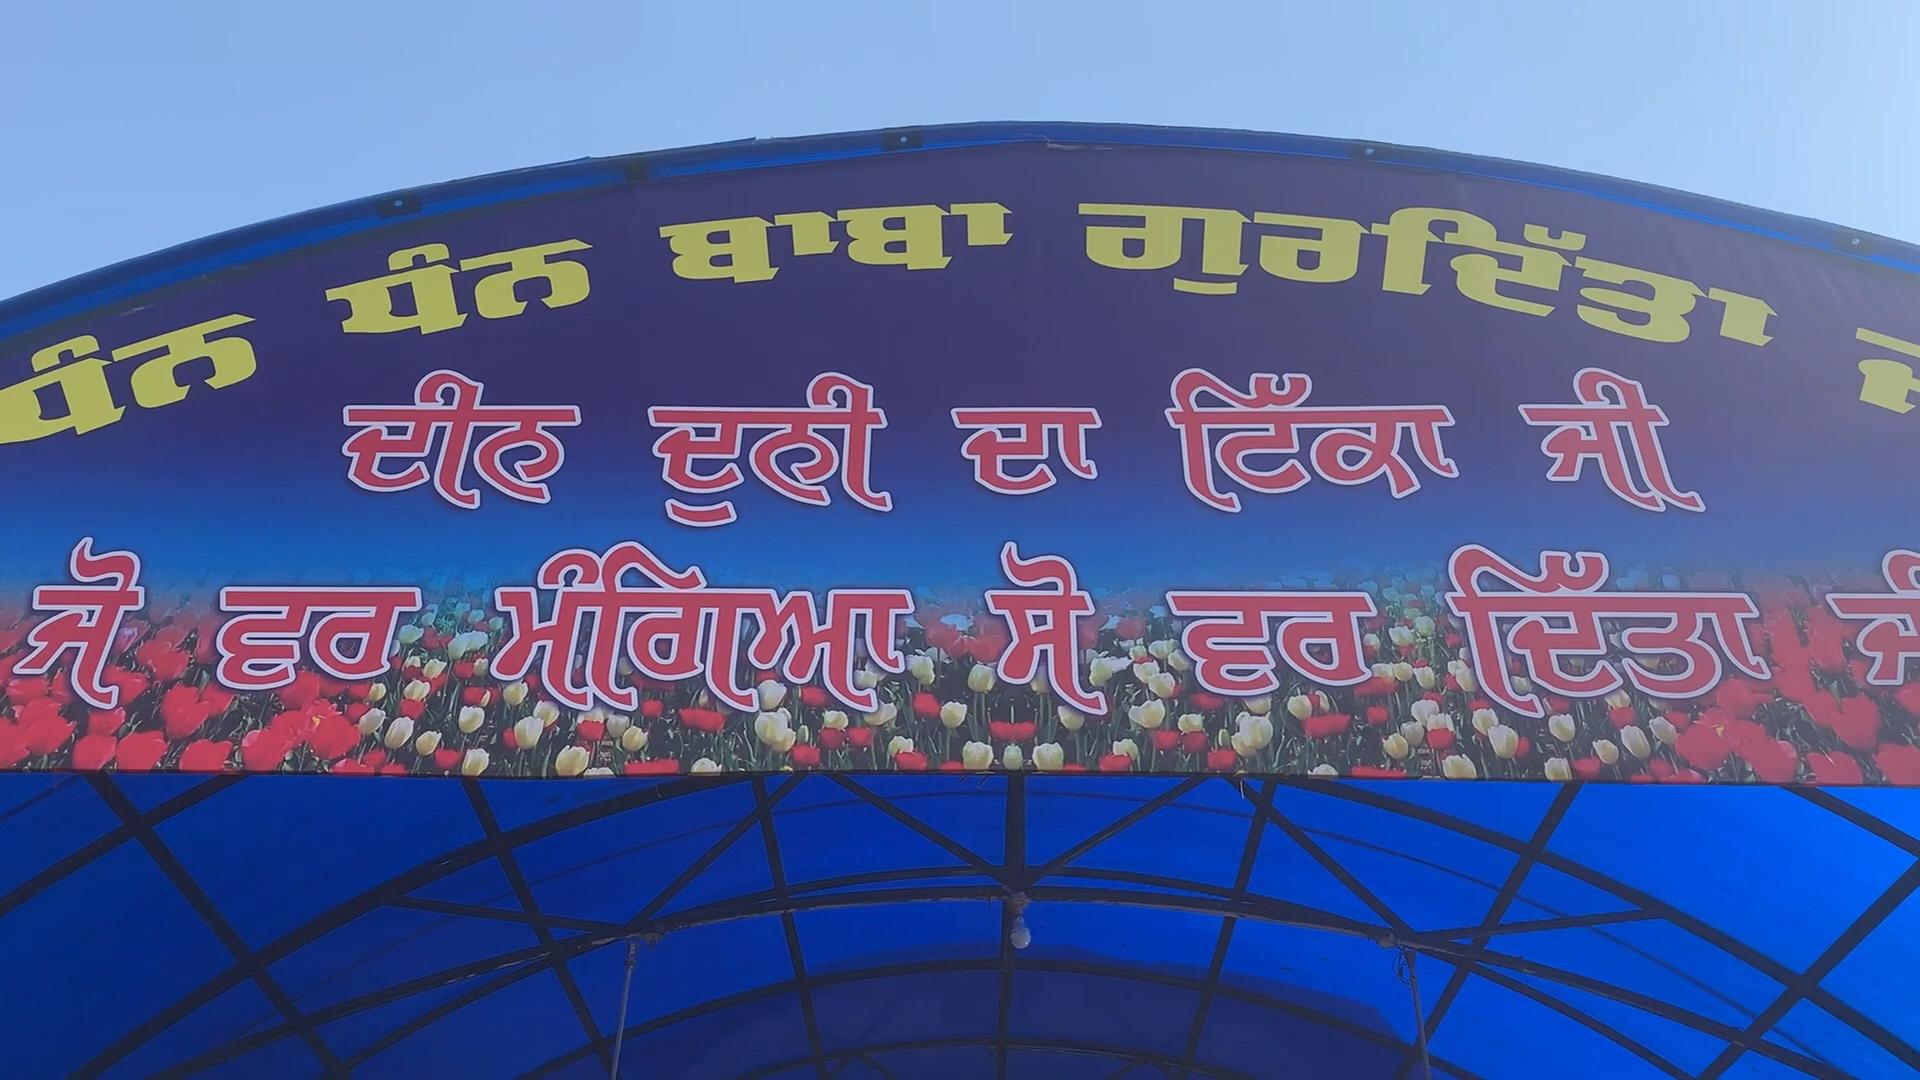 ਧੰਨ ਧੰਨ ਬਾਬਾ ਗੁਰਦਿੱਤਾ
ਦੀਨ ਦੁਨੀ ਦਾ ਟਿੱਕਾ ਜੀ
ਜੋ ਵਰ ਮੰਗਿਆ ਸੋ ਵਰ ਦਿੱਤਾ